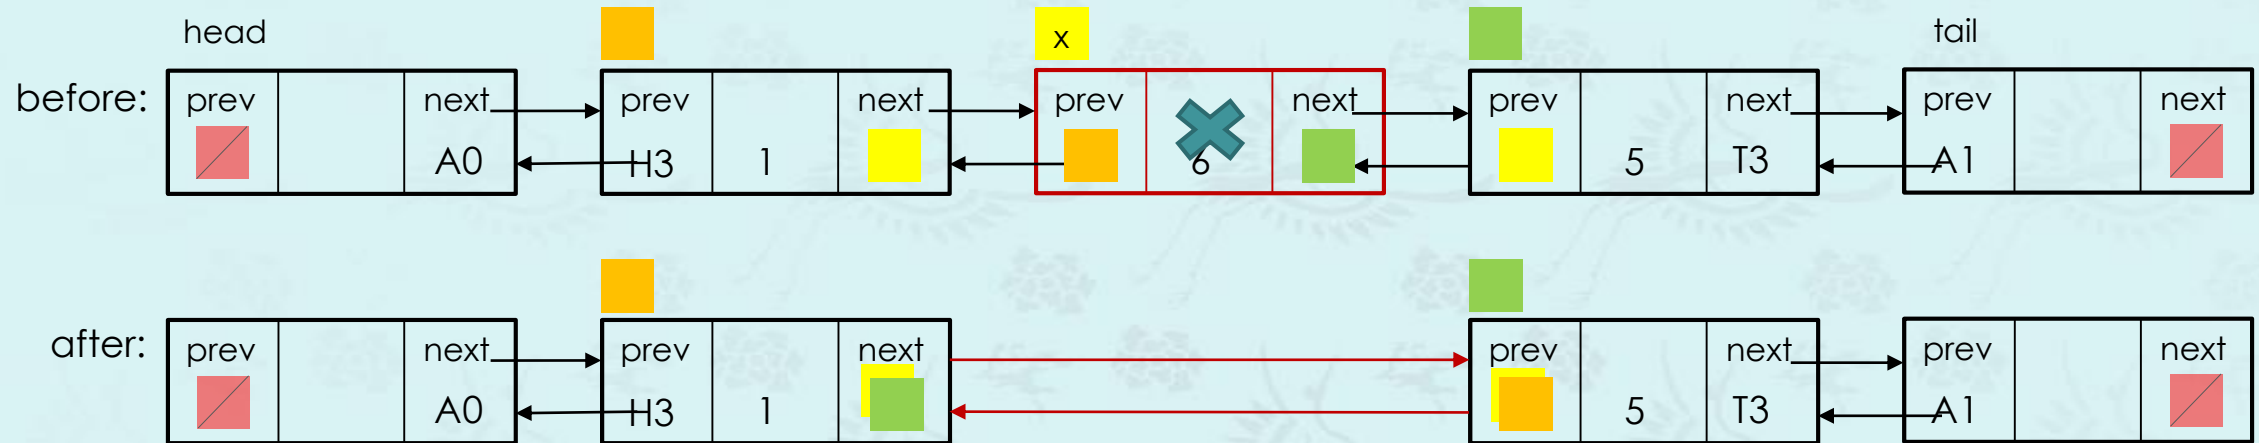 head x tail
before: prev next prev next prev next prev next prev next
A0 H3 1 6 5 T3 A1
after: prev next prev next prev next prev next
A0 H3 1 5 T3 A1